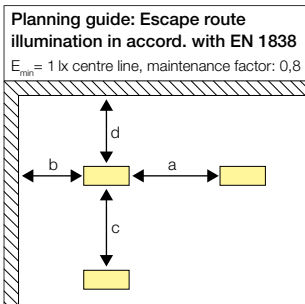 Planning guide: Escape route
illumination in accord. with EN 1838
Emin= 1 lx centre line, maintenance factor: 0,8
d
b
a
c